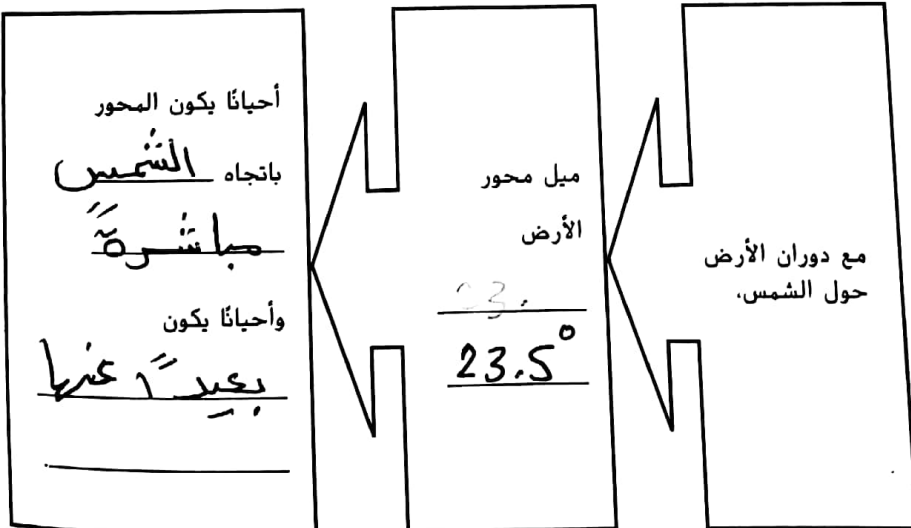 مع دوران الأرض
حول الشمس،
ميل محور
الأرض
23.
23.5°
أحيانًا يكون المحور
باتجاه الشمس
مباشرةً
وأحيانًا يكون
بعيدًا عنها